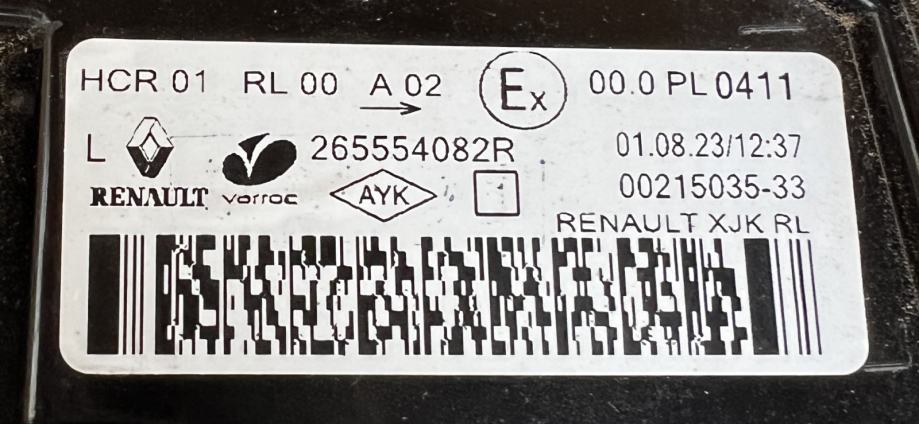 HCR 01 RL 00 A 02 Ex 00.0 PL 0411
L 265554082R 01.08.23/12:37
RENAULT varroc AYK 00215035-33
RENAULT XJK RL